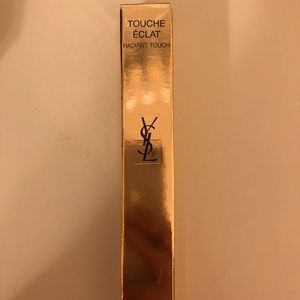 TOUCHE
ÉCLAT
RADIANT TOUCH
YSL